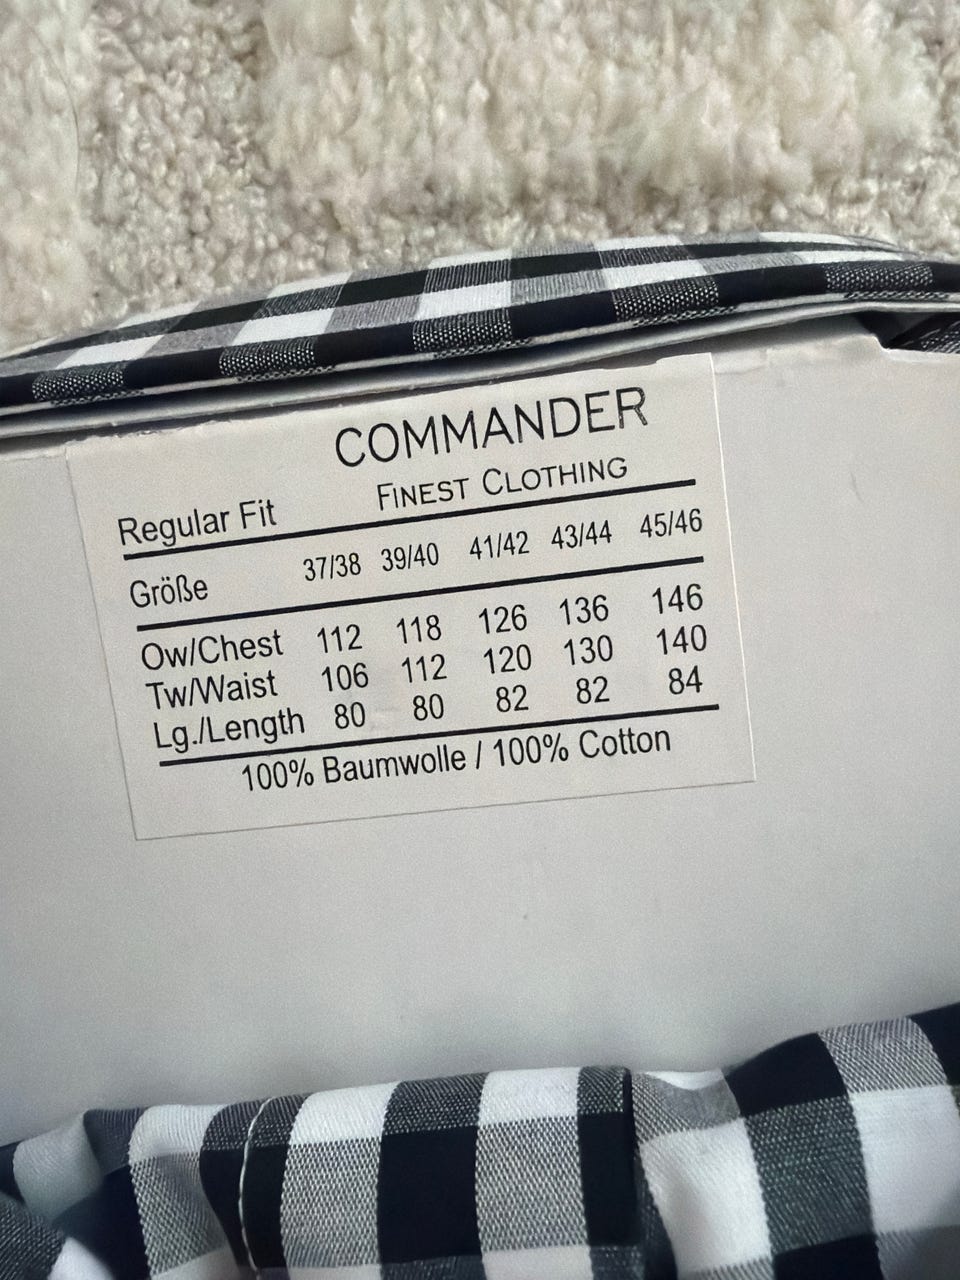 COMMANDER
FINEST CLOTHING
Regular Fit
Größe 37/38 39/40 41/42 43/44 45/46
Ow/Chest 112 118 126 136 146
Tw/Waist 106 112 120 130 140
Lg./Length 80 80 82 82 84
100% Baumwolle / 100% Cotton